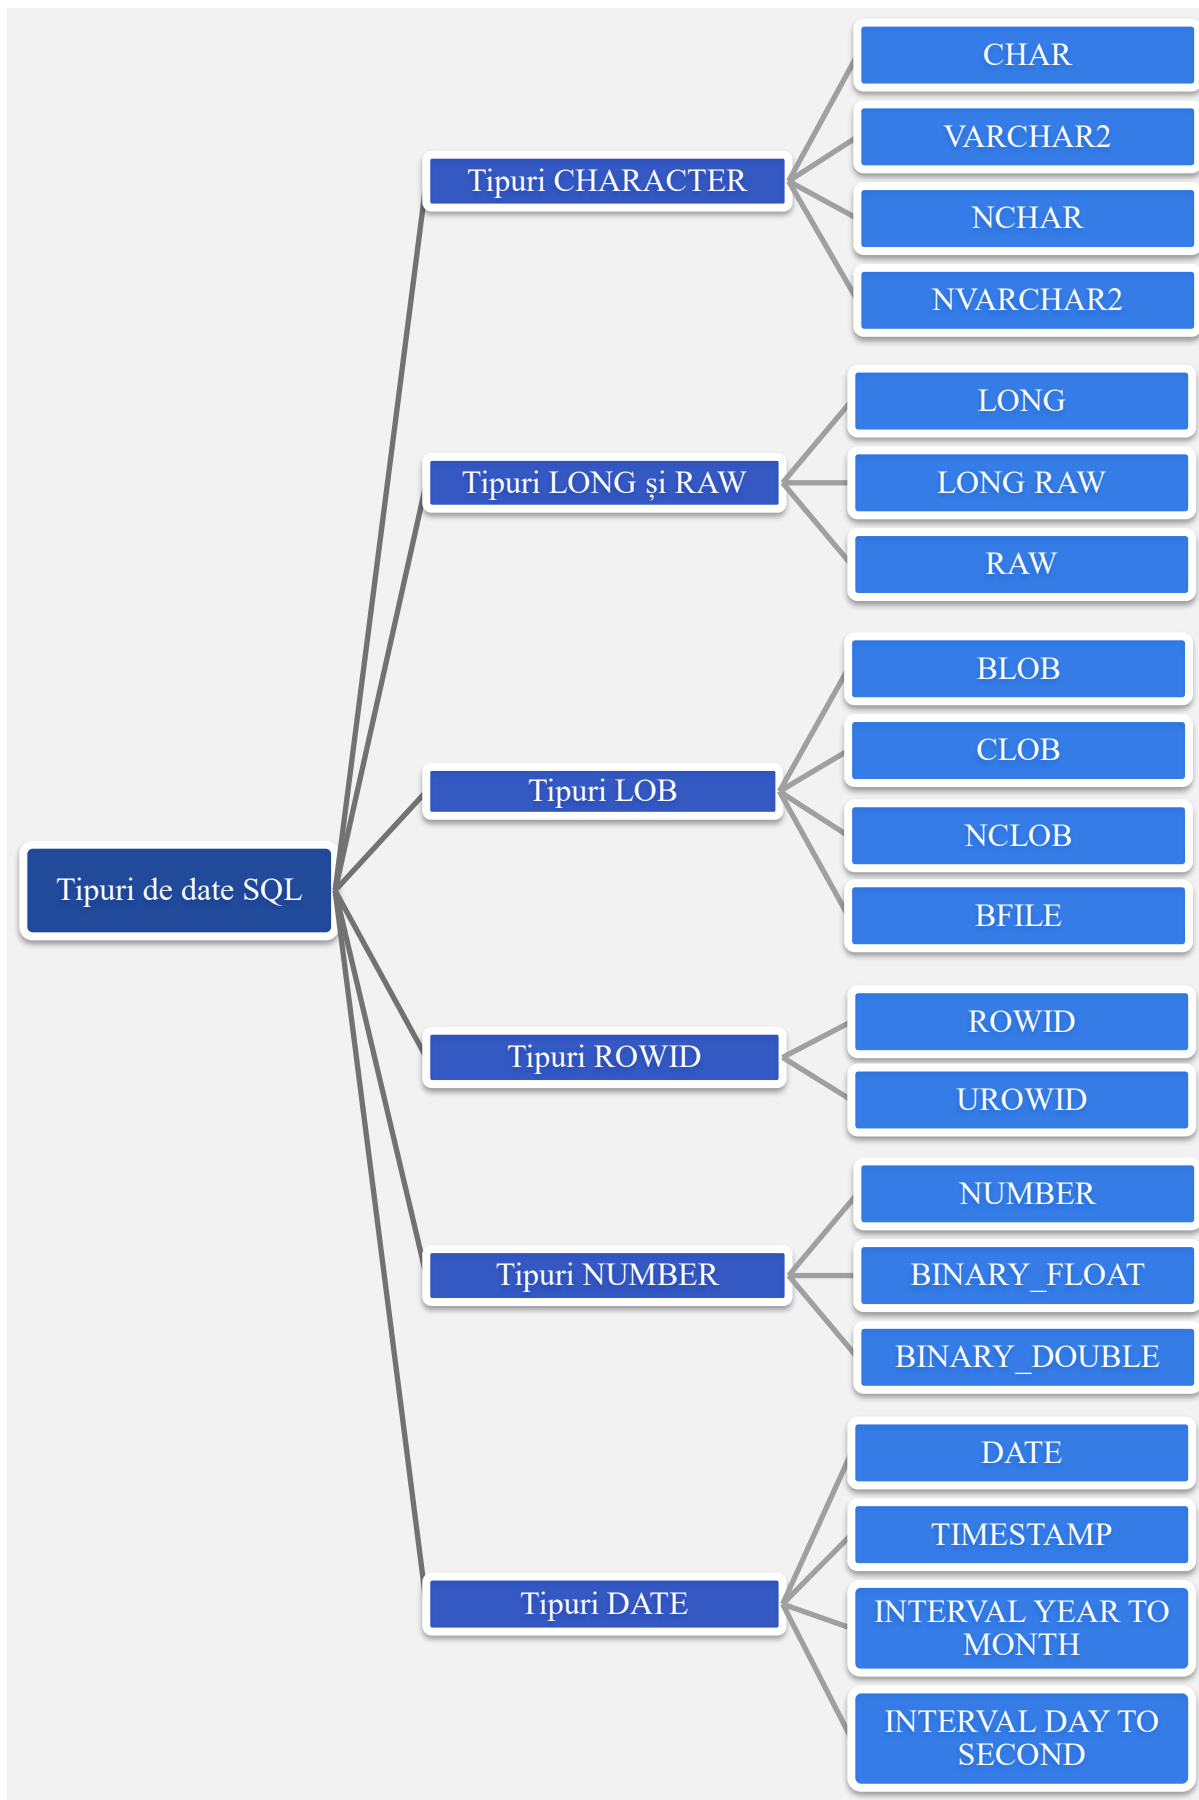 Tipuri de date SQL
Tipuri CHARACTER
CHAR
VARCHAR2
NCHAR
NVARCHAR2
Tipuri LONG și RAW
LONG
LONG RAW
RAW
Tipuri LOB
BLOB
CLOB
NCLOB
BFILE
Tipuri ROWID
ROWID
UROWID
Tipuri NUMBER
NUMBER
BINARY_FLOAT
BINARY_DOUBLE
Tipuri DATE
DATE
TIMESTAMP
INTERVAL YEAR TO
MONTH
INTERVAL DAY TO
SECOND